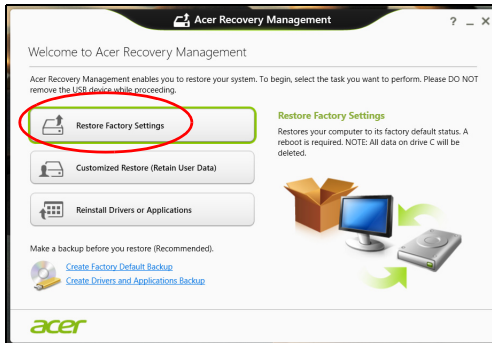 Acer Recovery Management
? _ X
Welcome to Acer Recovery Management
Acer Recovery Management enables you to restore your system. To begin, select the task you want to perform. Please DO NOT
remove the USB device while proceeding.
Restore Factory Settings
Customized Restore (Retain User Data)
Reinstall Drivers or Applications
Restore Factory Settings
Restores your computer to its factory default status. A
reboot is required. NOTE: All data on drive C will be
deleted.
Make a backup before you restore (Recommended).
Create Factory Default Backup
Create Drivers and Applications Backup
acer